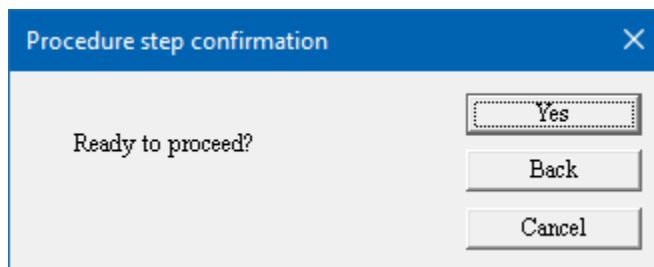 Procedure step confirmation
Ready to proceed?
Yes
Back
Cancel